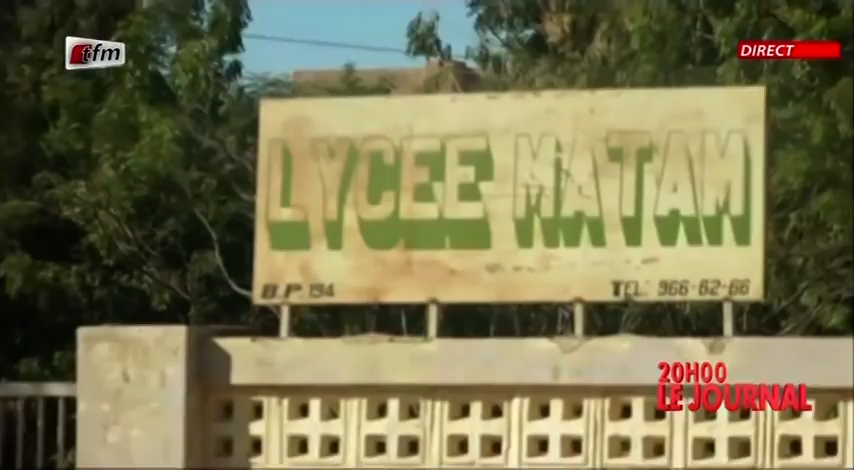 tfm
DIRECT
LYCEE MATAM
B.P. 194
TEL: 966-62-66
20H00
LE JOURNAL